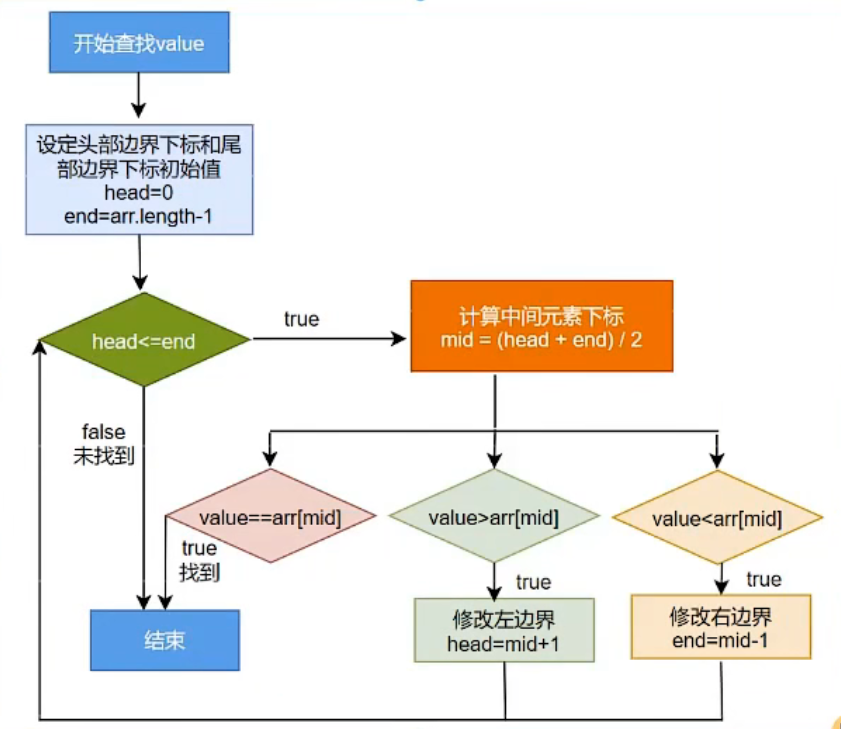 开始查找value
设定头部边界下标和尾
部边界下标初始值
head=0
end=arr.length-1
head<=end
true
计算中间元素下标
mid = (head + end) / 2
false
未找到
value==arr[mid]
value>arr[mid]
value<arr[mid]
true
找到
true
true
结束
修改左边界
head=mid+1
修改右边界
end=mid-1